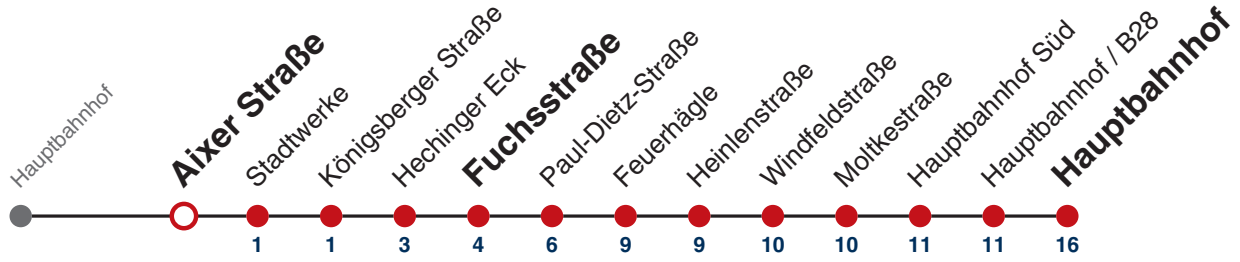 Hauptbahnhof
Aixer Straße
Stadtwerke
Königsberger Straße
Hechinger Eck
Fuchsstraße
Paul-Dietz-Straße
Feuerhägle
Heinlenstraße
Windfeldstraße
Moltkestraße
Hauptbahnhof Süd
Hauptbahnhof / B28
Hauptbahnhof
1 1 3 4 6 9 9 10 10 11 11 16